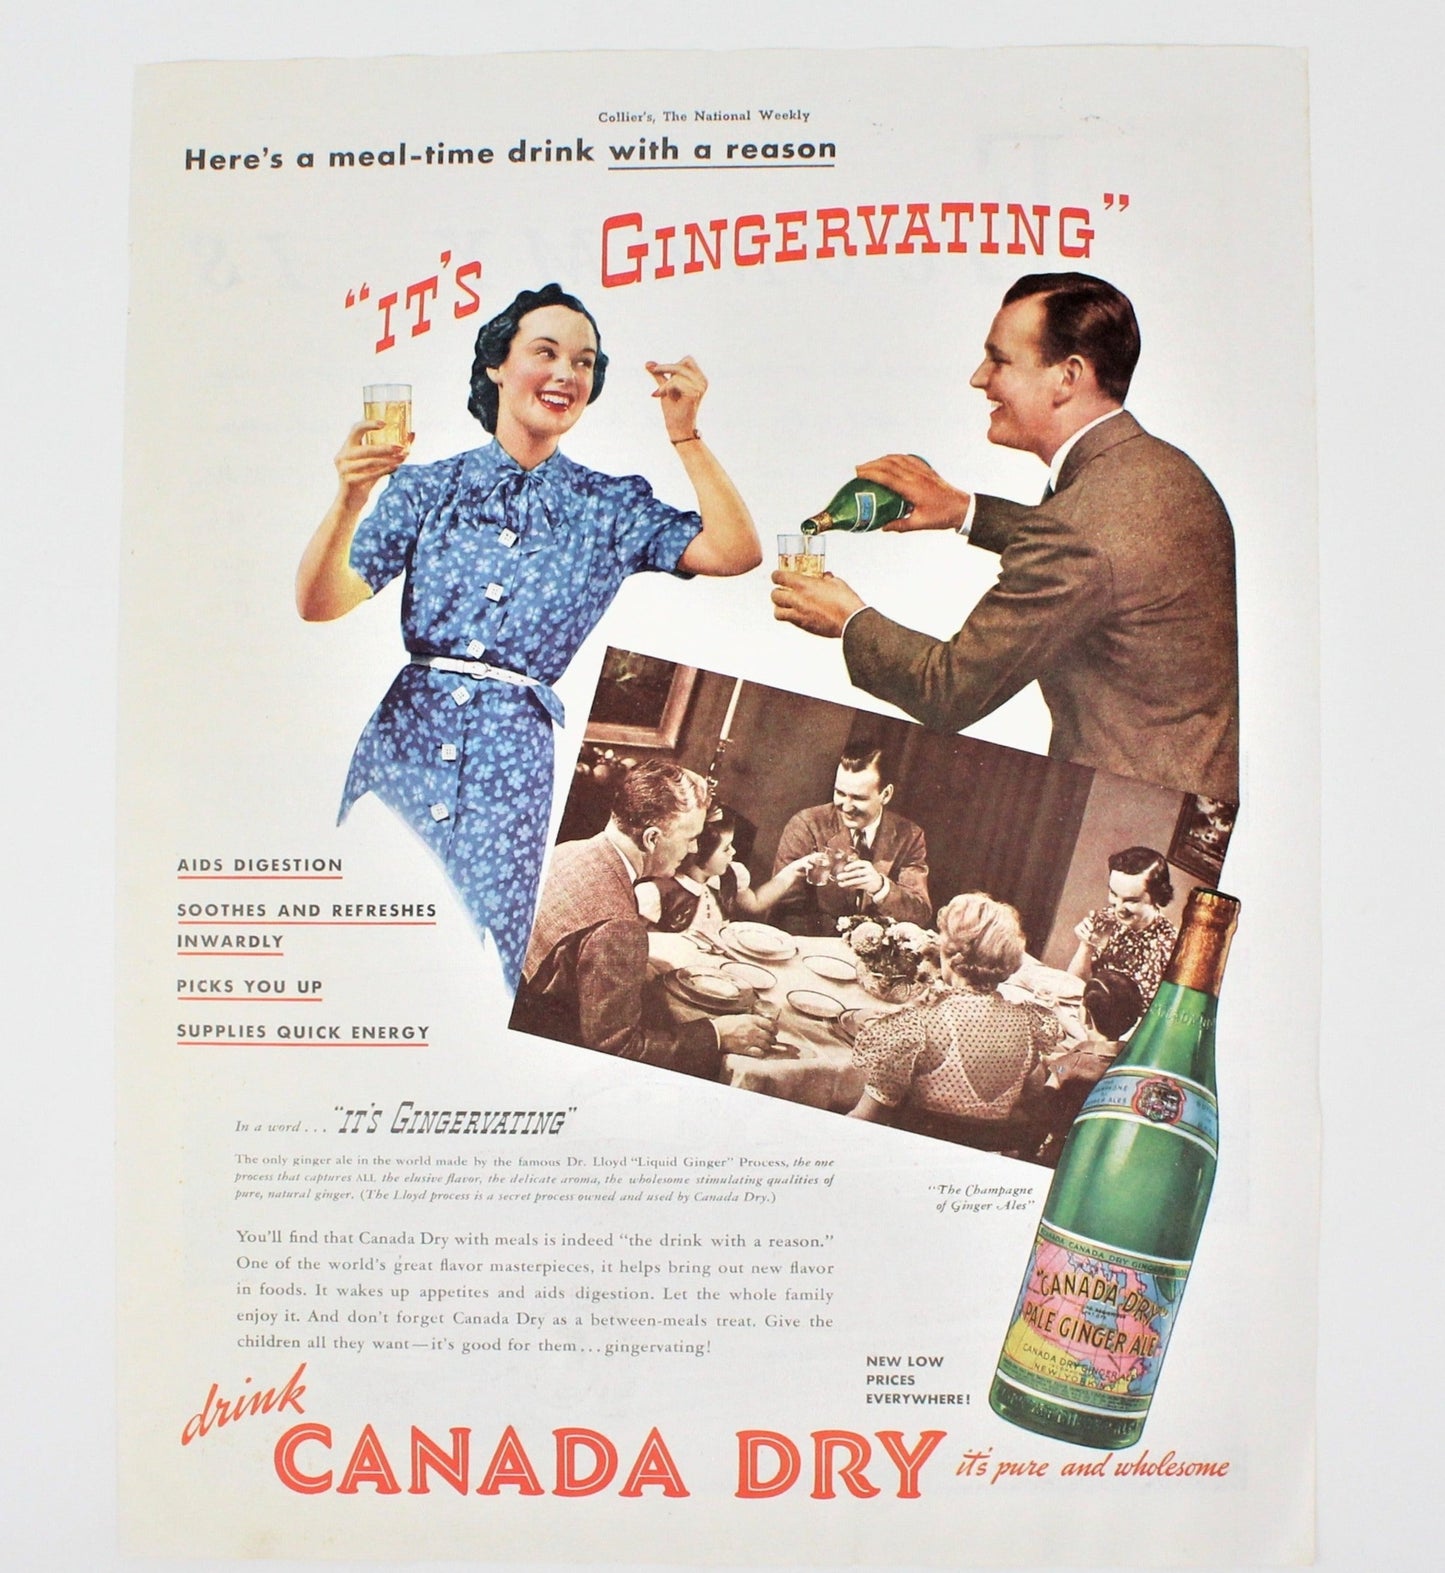 Collier's, The National Weekly
Here's a meal-time drink with a reason
"IT'S GINGERVATING"
AIDS DIGESTION
SOOTHES AND REFRESHES
INWARDLY
PICKS YOU UP
SUPPLIES QUICK ENERGY
In a word... "IT'S GINGERVATING"
The only ginger ale in the world made by the famous Dr. Lloyd "Liquid Ginger" Process, the one
process that captures ALL the elusive flavor, the delicate aroma, the wholesome stimulating qualities of
pure, natural ginger. (The Lloyd process is a secret process owned and used by Canada Dry.)
"The Champagne
of Ginger Ales"
You'll find that Canada Dry with meals is indeed "the drink with a reason."
One of the world's great flavor masterpieces, it helps bring out new flavor
in foods. It wakes up appetites and aids digestion. Let the whole family
enjoy it. And don't forget Canada Dry as a between-meals treat. Give the
children all they want—it's good for them...gingervating!
NEW LOW
PRICES
EVERYWHERE!
"CANADA DRY"
PALE GINGER ALE
CANADA DRY GINGER ALE
NEW YORK N.Y.
drink
CANADA DRY it's pure and wholesome